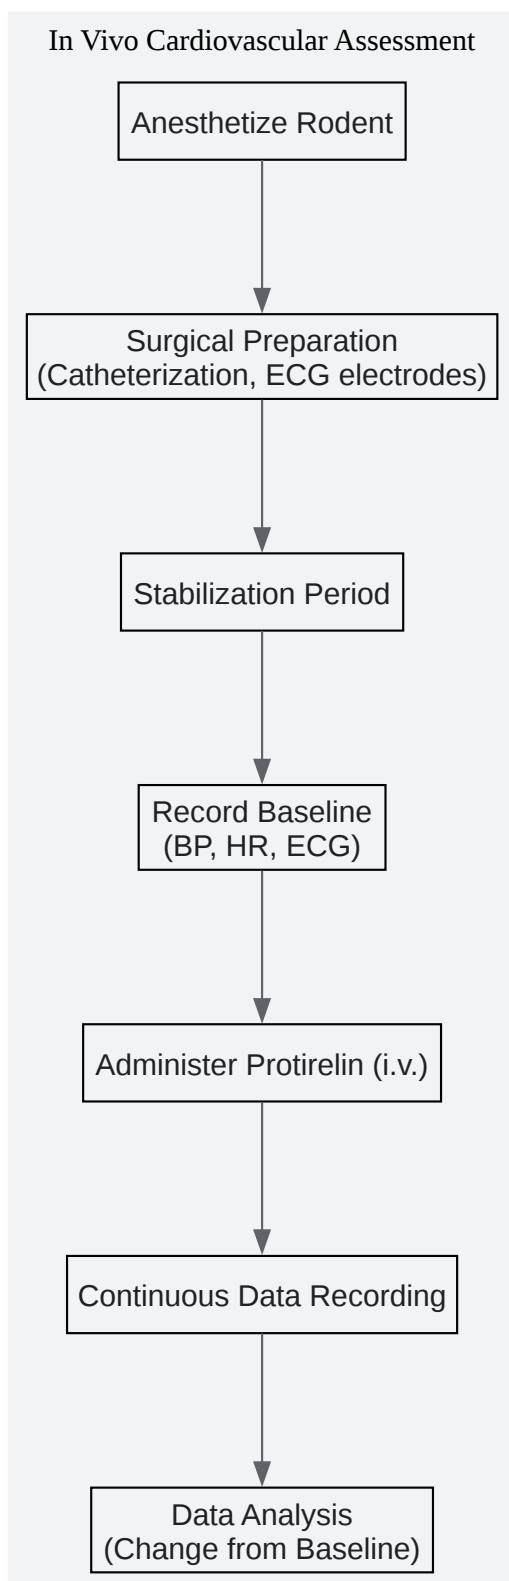 In Vivo Cardiovascular Assessment
Anesthetize Rodent
Surgical Preparation
(Catheterization, ECG electrodes)
Stabilization Period
Record Baseline
(BP, HR, ECG)
Administer Protirelin (i.v.)
Continuous Data Recording
Data Analysis
(Change from Baseline)